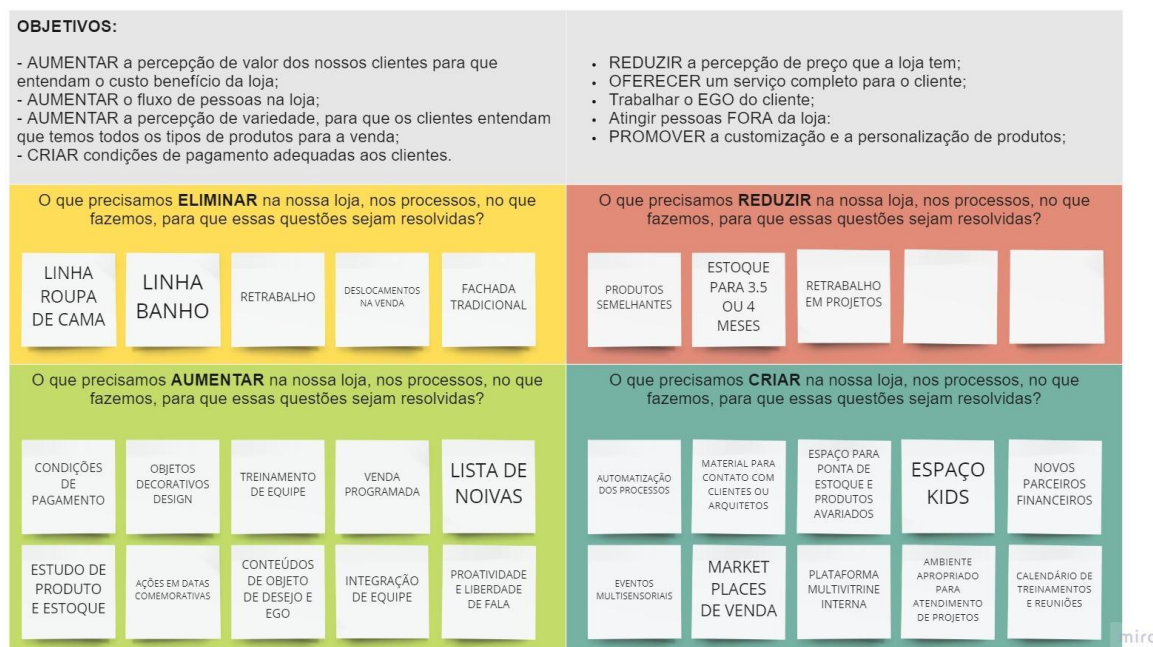 OBJETIVOS:
- AUMENTAR a percepção de valor dos nossos clientes para que
entendam o custo benefício da loja;
- AUMENTAR o fluxo de pessoas na loja;
- AUMENTAR a percepção de variedade, para que os clientes entendam
que temos todos os tipos de produtos para a venda;
- CRIAR condições de pagamento adequadas aos clientes.
• REDUZIR a percepção de preço que a loja tem;
• OFERECER um serviço completo para o cliente;
• Trabalhar o EGO do cliente;
• Atingir pessoas FORA da loja:
• PROMOVER a customização e a personalização de produtos;
O que precisamos ELIMINAR na nossa loja, nos processos, no que
fazemos, para que essas questões sejam resolvidas?
LINHA
ROUPA
DE CAMA
LINHA
BANHO
RETRABALHO
DESLOCAMENTOS
NA VENDA
FACHADA
TRADICIONAL
O que precisamos REDUZIR na nossa loja, nos processos, no que
fazemos, para que essas questões sejam resolvidas?
PRODUTOS
SEMELHANTES
ESTOQUE
PARA 3.5
OU 4
MESES
RETRABALHO
EM PROJETOS
O que precisamos AUMENTAR na nossa loja, nos processos, no que
fazemos, para que essas questões sejam resolvidas?
CONDIÇÕES
DE
PAGAMENTO
OBJETOS
DECORATIVOS
DESIGN
TREINAMENTO
DE EQUIPE
VENDA
PROGRAMADA
LISTA DE
NOIVAS
ESTUDO DE
PRODUTO
E ESTOQUE
AÇÕES EM DATAS
COMEMORATIVAS
CONTEÚDOS
DE OBJETO
DE DESEJO E
EGO
INTEGRAÇÃO
DE EQUIPE
PROATIVIDADE
E LIBERDADE
DE FALA
O que precisamos CRIAR na nossa loja, nos processos, no que
fazemos, para que essas questões sejam resolvidas?
AUTOMATIZAÇÃO
DOS PROCESSOS
MATERIAL PARA
CONTATO COM
CLIENTES OU
ARQUITETOS
ESPAÇO PARA
PONTA DE
ESTOQUE E
PRODUTOS
AVARIADOS
ESPAÇO
KIDS
NOVOS
PARCEIROS
FINANCEIROS
EVENTOS
MULTISENSORIAIS
MARKET
PLACES
DE VENDA
PLATAFORMA
MULTIVITRINE
INTERNA
AMBIENTE
APROPRIADO
PARA
ATENDIMENTO
DE PROJETOS
CALENDÁRIO DE
TREINAMENTOS
E REUNIÕES
miro